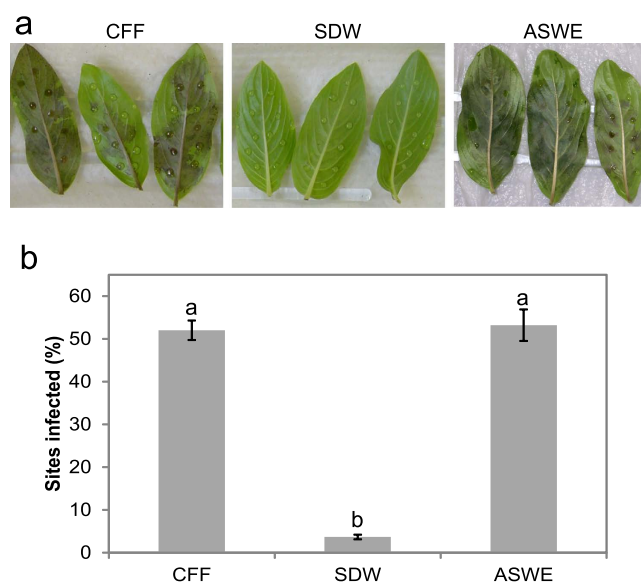 a
CFF SDW ASWE
b
Sites infected (%)
60
50
40
30
20
10
0
a
b
a
CFF SDW ASWE